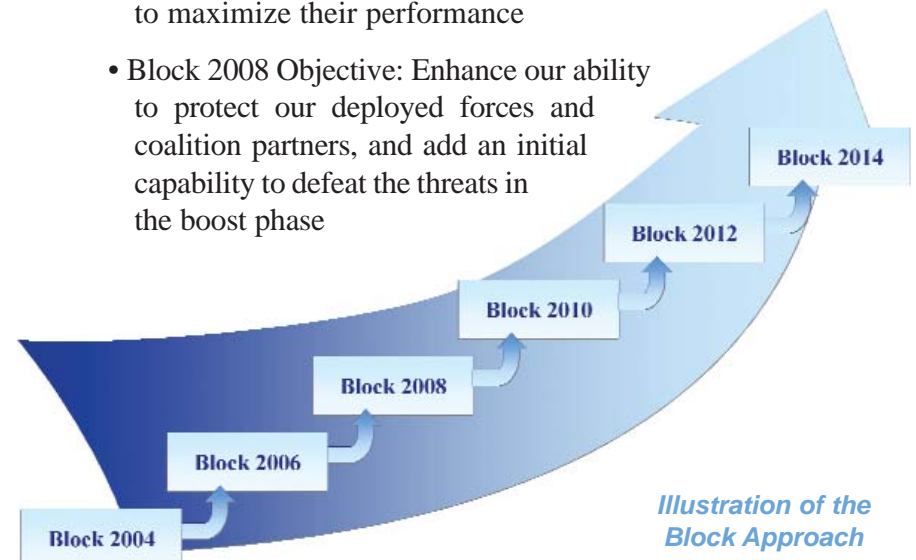 to maximize their performance
• Block 2008 Objective: Enhance our ability
to protect our deployed forces and
coalition partners, and add an initial
capability to defeat the threats in
the boost phase
Block 2014
Block 2012
Block 2010
Block 2008
Block 2006
Block 2004
Illustration of the
Block Approach